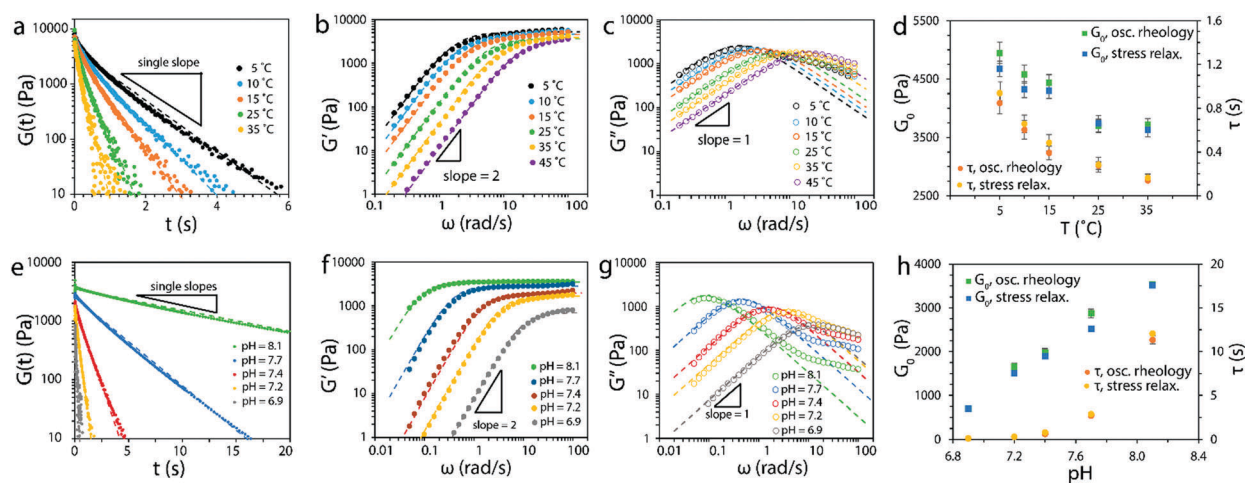 a
10000
1000
100
10
G(t) (Pa)
single slope
5 °C
10 °C
15 °C
25 °C
35 °C
0 2 4 6
t (s)
b
10000
1000
100
10
1
G' (Pa)
5 °C
10 °C
15 °C
25 °C
35 °C
45 °C
slope = 2
0.1 1 10 100
ω (rad/s)
c
10000
1000
100
10
1
G" (Pa)
slope = 1
5 °C
10 °C
15 °C
25 °C
35 °C
45 °C
0.1 1 10 100
ω (rad/s)
d
5500
4500
3500
2500
G₀ (Pa)
G₀, osc. rheology
G₀, stress relax.
τ, osc. rheology
τ, stress relax.
1.6
1.2
0.8
0.4
0
τ (s)
5 10 15 25 35
T (°C)
e
10000
1000
100
10
1
G(t) (Pa)
single slopes
pH = 8.1
pH = 7.7
pH = 7.4
pH = 7.2
pH = 6.9
0 5 10 15 20
t (s)
f
10000
1000
100
10
1
G' (Pa)
pH = 8.1
pH = 7.7
pH = 7.4
pH = 7.2
pH = 6.9
slope = 2
0.01 0.1 1 10 100
ω (rad/s)
g
10000
1000
100
10
1
G" (Pa)
slope = 1
pH = 8.1
pH = 7.7
pH = 7.4
pH = 7.2
pH = 6.9
0.01 0.1 1 10 100
ω (rad/s)
h
4000
3000
2000
1000
0
G₀ (Pa)
G₀, osc. rheology
G₀, stress relax.
τ, osc. rheology
τ, stress relax.
20
15
10
5
0
τ (s)
6.8 7.2 7.6 8.0 8.4
pH